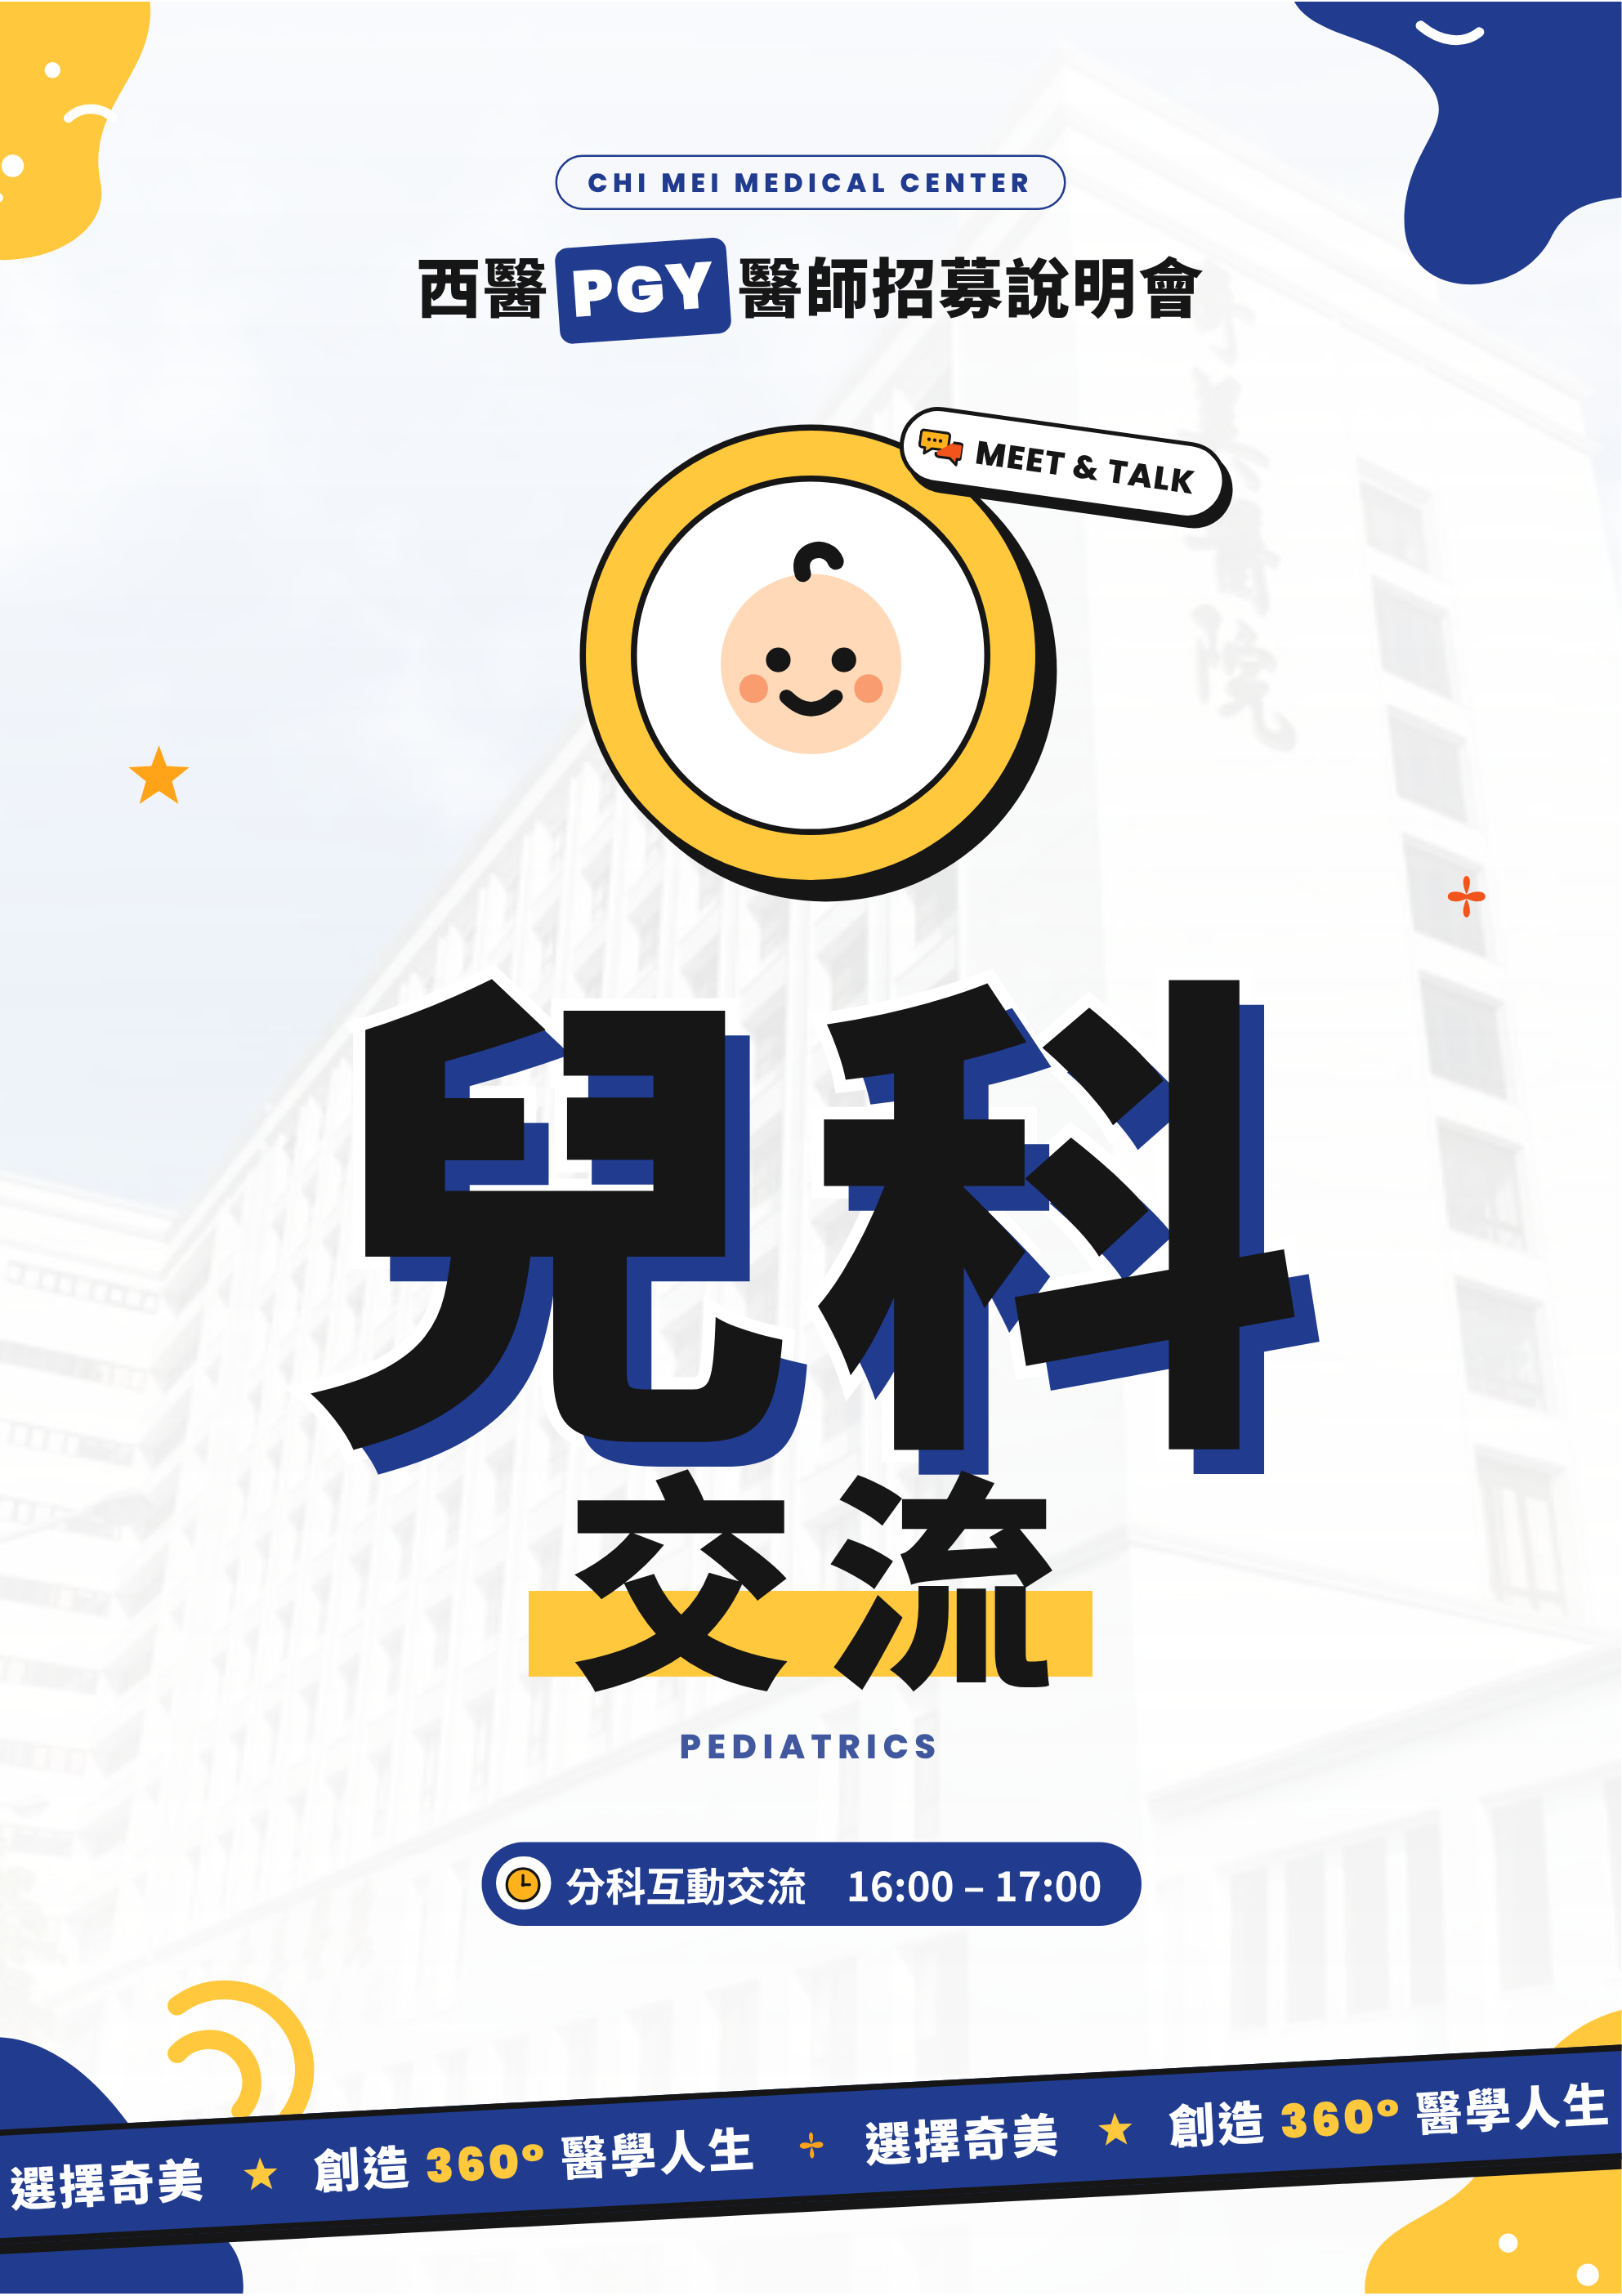 CHI MEI MEDICAL CENTER
西醫 PGY 醫師招募說明會
MEET & TALK
兒科
交流
PEDIATRICS
分科互動交流 16:00 – 17:00
選擇奇美 創造 360° 醫學人生 選擇奇美 創造 360° 醫學人生